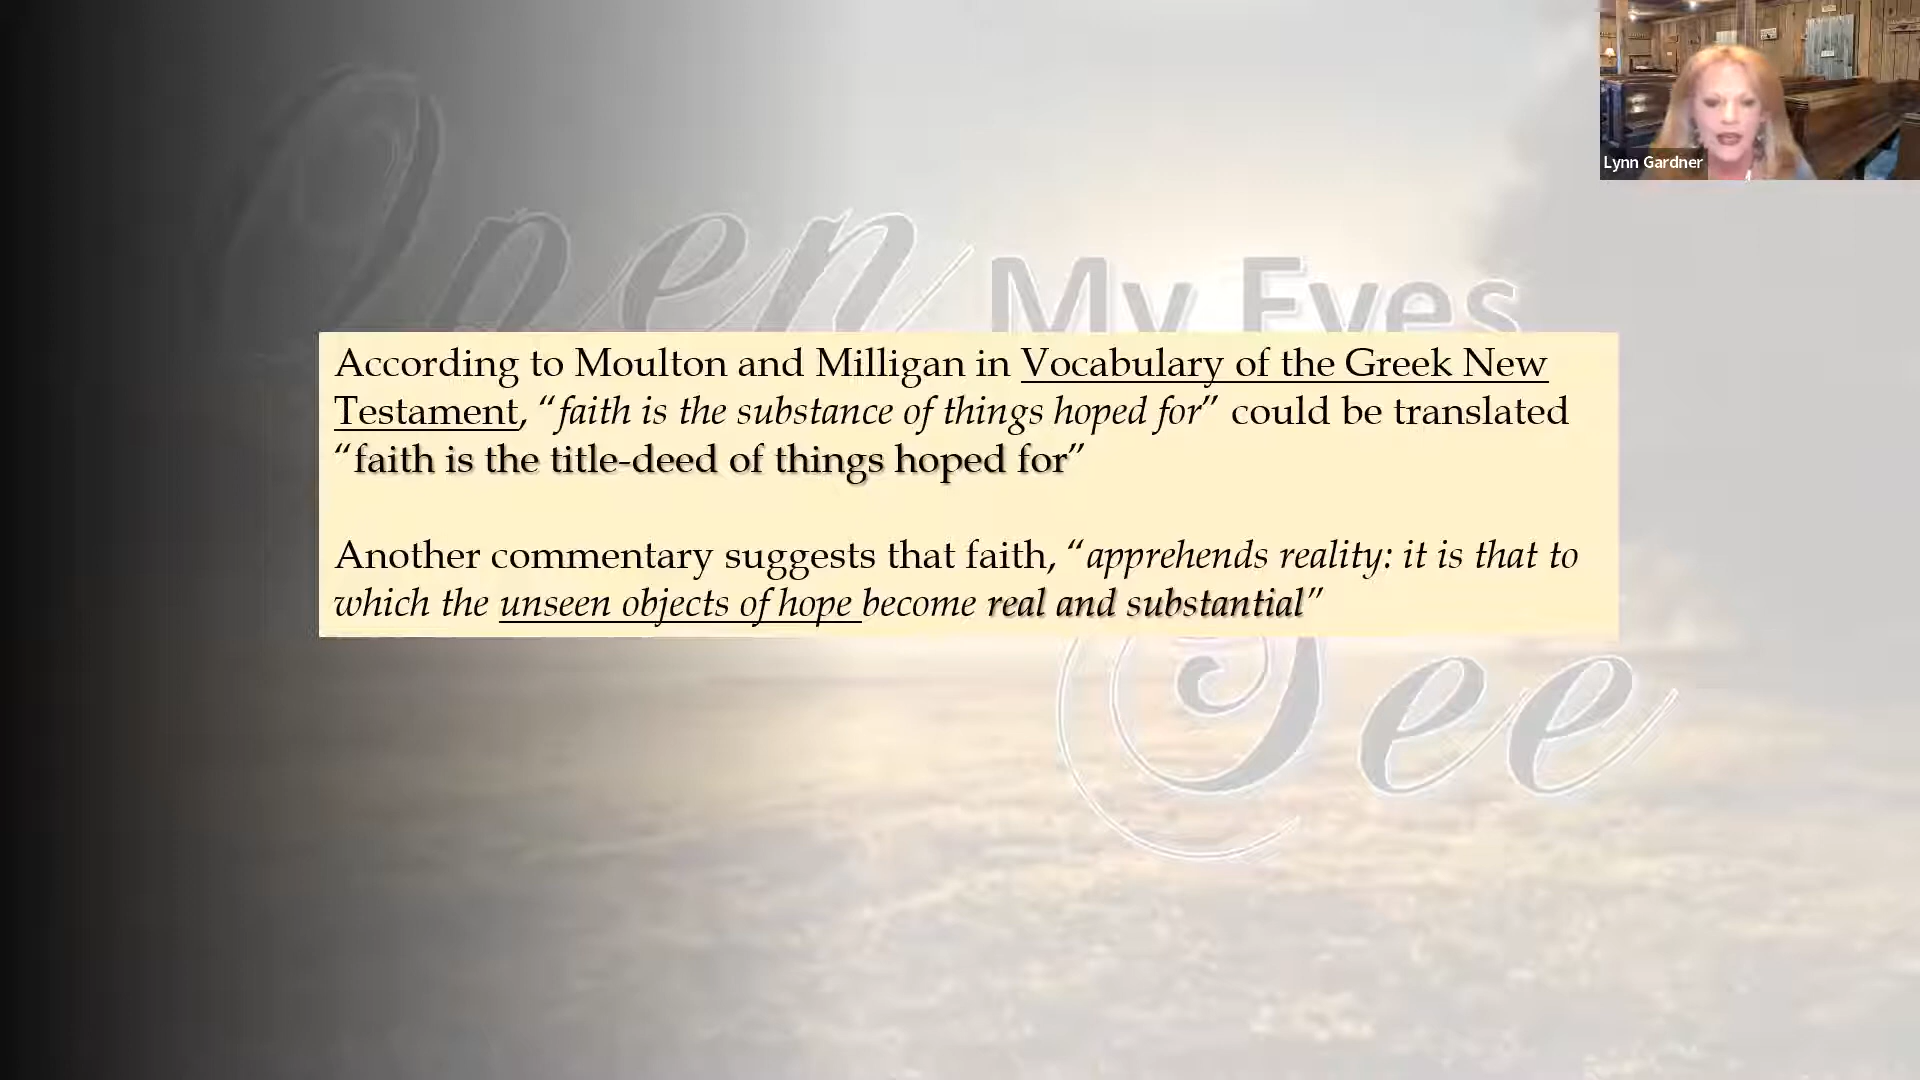 Lynn Gardner
Open My Eyes
According to Moulton and Milligan in Vocabulary of the Greek New
Testament, “faith is the substance of things hoped for” could be translated
“faith is the title-deed of things hoped for”
Another commentary suggests that faith, “apprehends reality: it is that to
which the unseen objects of hope become real and substantial”
See